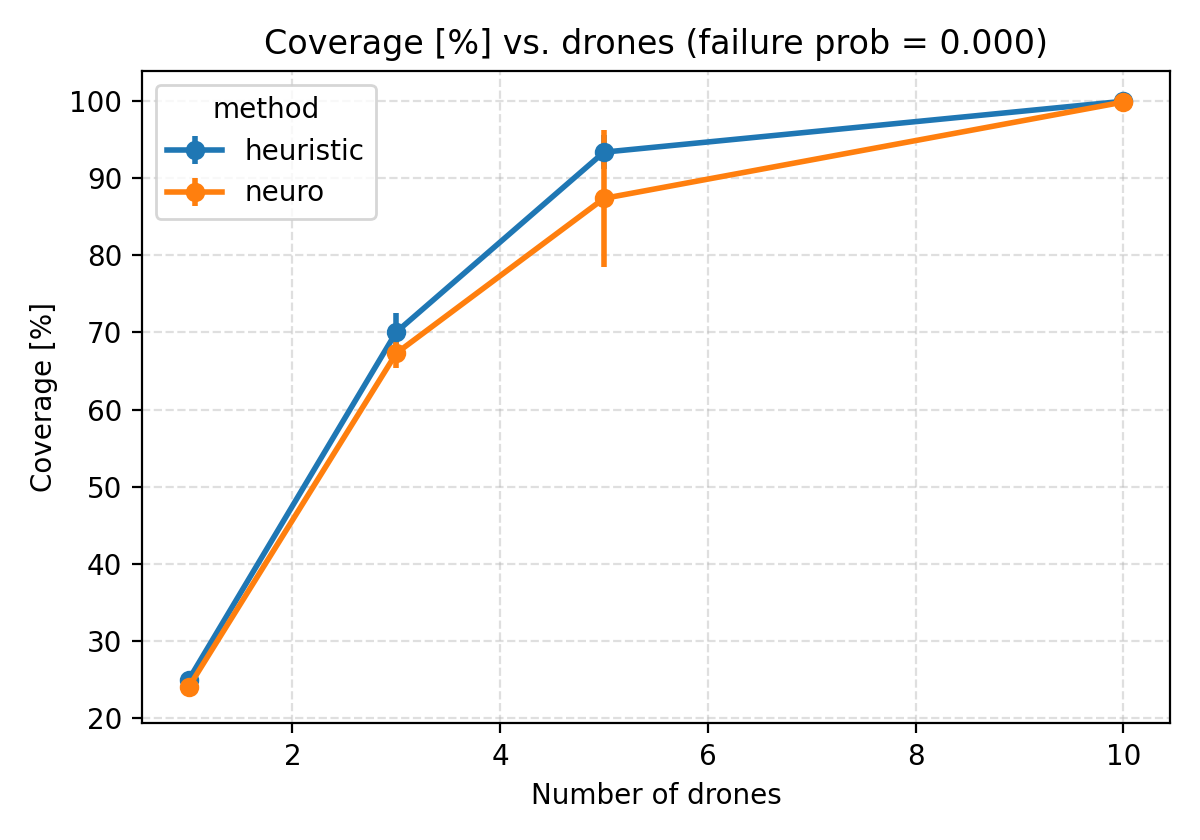 Coverage [%] vs. drones (failure prob = 0.000)
method
heuristic
neuro
Coverage [%]
100
90
80
70
60
50
40
30
20
2
4
6
8
10
Number of drones